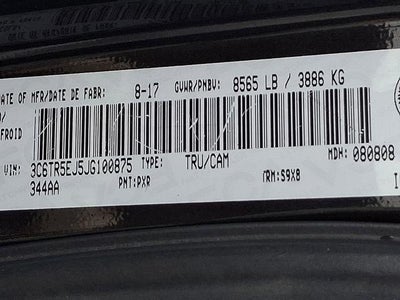 ATE OF MFR/DATE DE FABR: 8-17 GVWR/PNBV: 8565 LB / 3886 KG
FROID
VIN: 3C6TR5EJ5JG100875 TYPE: TRU/CAM MDH: 080808
344AA PNT:PXR TRM:S9X8